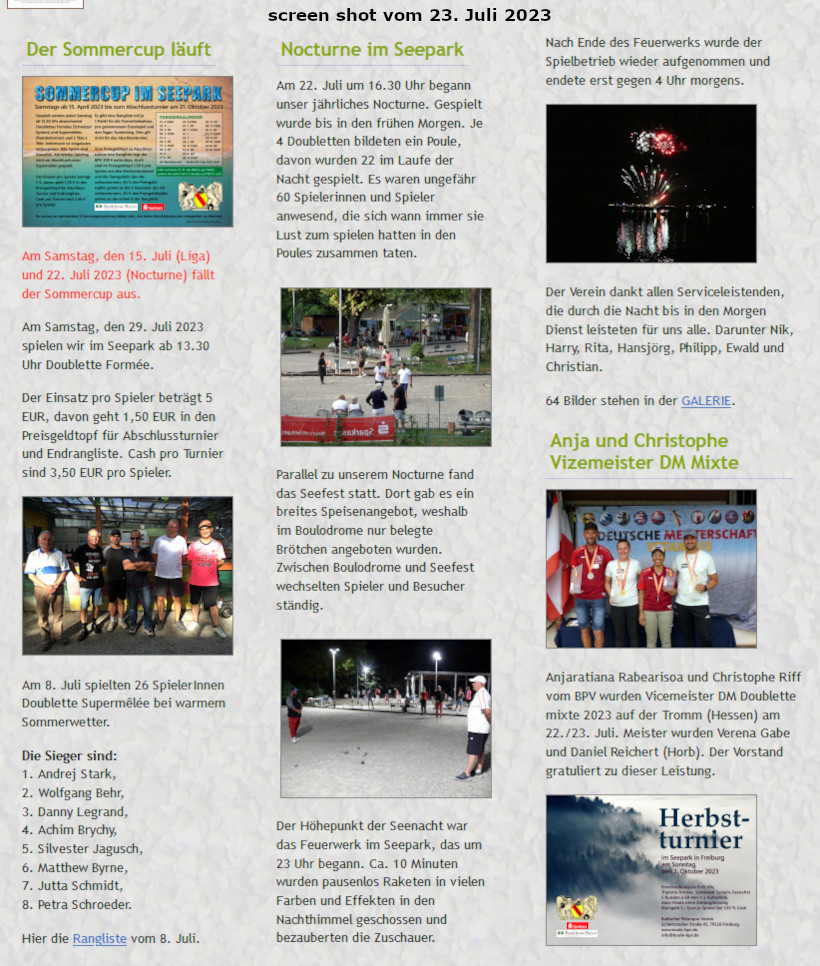 screen shot vom 23. Juli 2023
Der Sommercup läuft
SOMMERCUP IM SEEPARK
Samstags ab 15. April 2023 bis zum Abschlussturnier am 21. Oktober 2023
Am Samstag, den 15. Juli (Liga)
und 22. Juli 2023 (Nocturne) fällt
der Sommercup aus.
Am Samstag, den 29. Juli 2023
spielen wir im Seepark ab 13.30
Uhr Doublette Formée.
Der Einsatz pro Spieler beträgt 5
EUR, davon geht 1,50 EUR in den
Preisgeldtopf für Abschlussturnier
und Endrangliste. Cash pro Turnier
sind 3,50 EUR pro Spieler.
Am 8. Juli spielten 26 SpielerInnen
Doublette Supermêlée bei warmem
Sommerwetter.
Die Sieger sind:
1. Andrej Stark,
2. Wolfgang Behr,
3. Danny Legrand,
4. Achim Brychy,
5. Silvester Jagusch,
6. Matthew Byrne,
7. Jutta Schmidt,
8. Petra Schroeder.
Hier die Rangliste vom 8. Juli.
Nocturne im Seepark
Am 22. Juli um 16.30 Uhr begann
unser jährliches Nocturne. Gespielt
wurde bis in den frühen Morgen. Je
4 Doubletten bildeten ein Poule,
davon wurden 22 im Laufe der
Nacht gespielt. Es waren ungefähr
60 Spielerinnen und Spieler
anwesend, die sich wann immer sie
Lust zum spielen hatten in den
Poules zusammen taten.
Parallel zu unserem Nocturne fand
das Seefest statt. Dort gab es ein
breites Speisenangebot, weshalb
im Boulodrome nur belegte
Brötchen angeboten wurden.
Zwischen Boulodrome und Seefest
wechselten Spieler und Besucher
ständig.
Der Höhepunkt der Seenacht war
das Feuerwerk im Seepark, das um
23 Uhr begann. Ca. 10 Minuten
wurden pausenlos Raketen in vielen
Farben und Effekten in den
Nachthimmel geschossen und
bezauberten die Zuschauer.
Nach Ende des Feuerwerks wurde der
Spielbetrieb wieder aufgenommen und
endete erst gegen 4 Uhr morgens.
Der Verein dankt allen Serviceleistenden,
die durch die Nacht bis in den Morgen
Dienst leisteten für uns alle. Darunter Nik,
Harry, Rita, Hansjörg, Philipp, Ewald und
Christian.
64 Bilder stehen in der GALERIE.
Anja und Christophe
Vizemeister DM Mixte
DEUTSCHE MEISTERSCHAFT
Anjaratiana Rabearisoa und Christophe Riff
vom BPV wurden Vicemeister DM Doublette
mixte 2023 auf der Tromm (Hessen) am
22./23. Juli. Meister wurden Verena Gabe
und Daniel Reichert (Horb). Der Vorstand
gratuliert zu dieser Leistung.
Herbst-
turnier
im Seepark in Freiburg
am Sonntag,
Oktober 2023